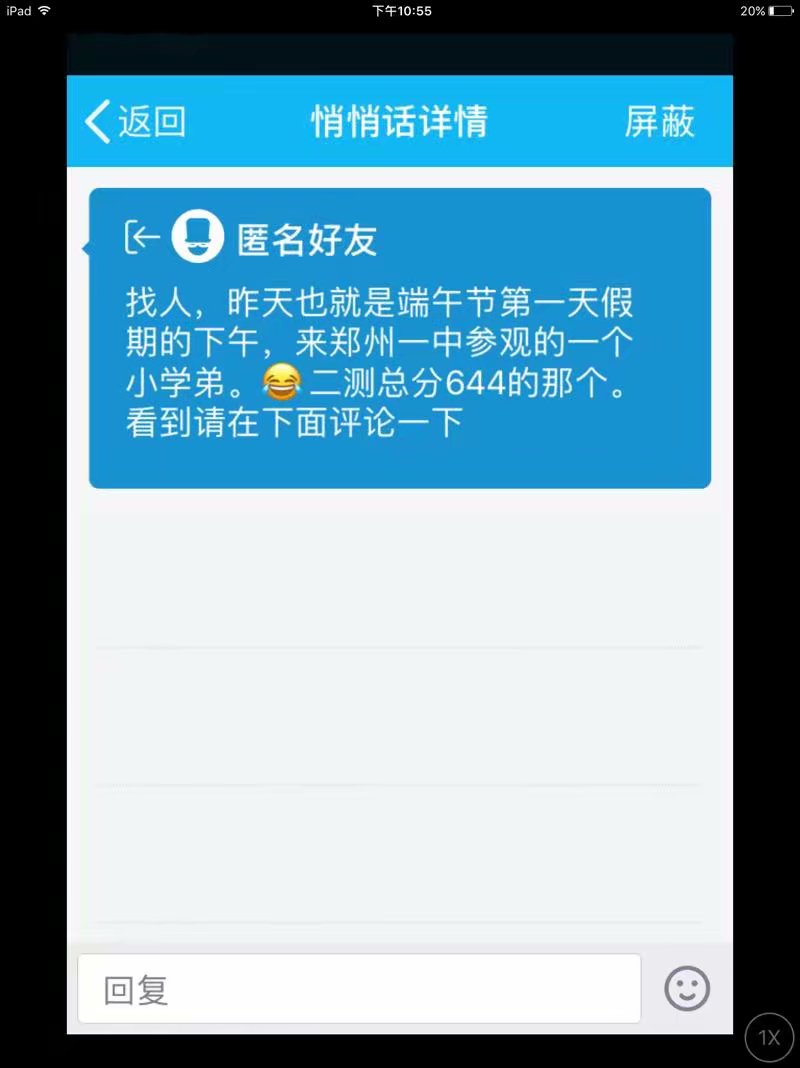 iPad 下午10:55 20%
返回 悄悄话详情 屏蔽
匿名好友
找人，昨天也就是端午节第一天假
期的下午，来郑州一中参观的一个
小学弟。😂二测总分644的那个。
看到请在下面评论一下
回复
1X